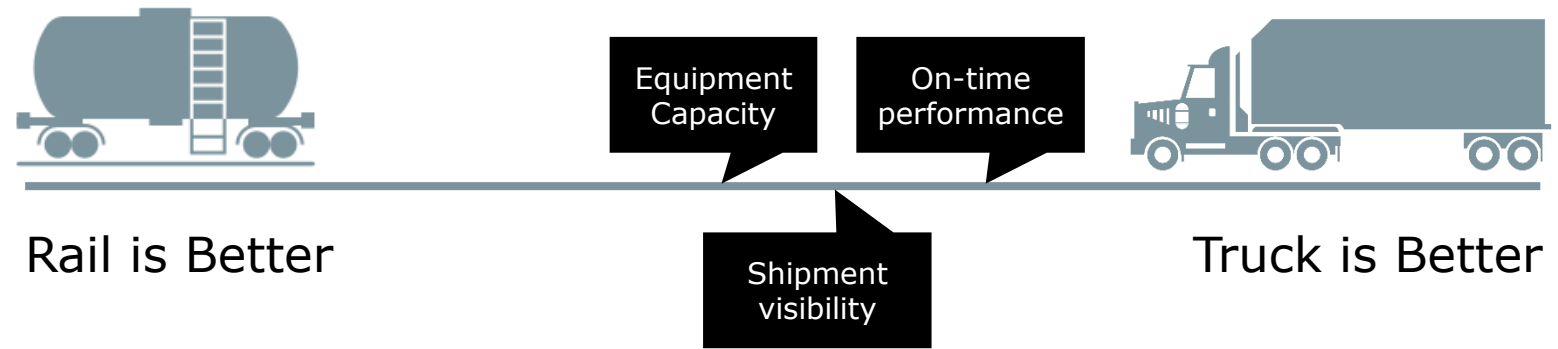 Equipment
Capacity
On-time
performance
Rail is Better
Truck is Better
Shipment
visibility